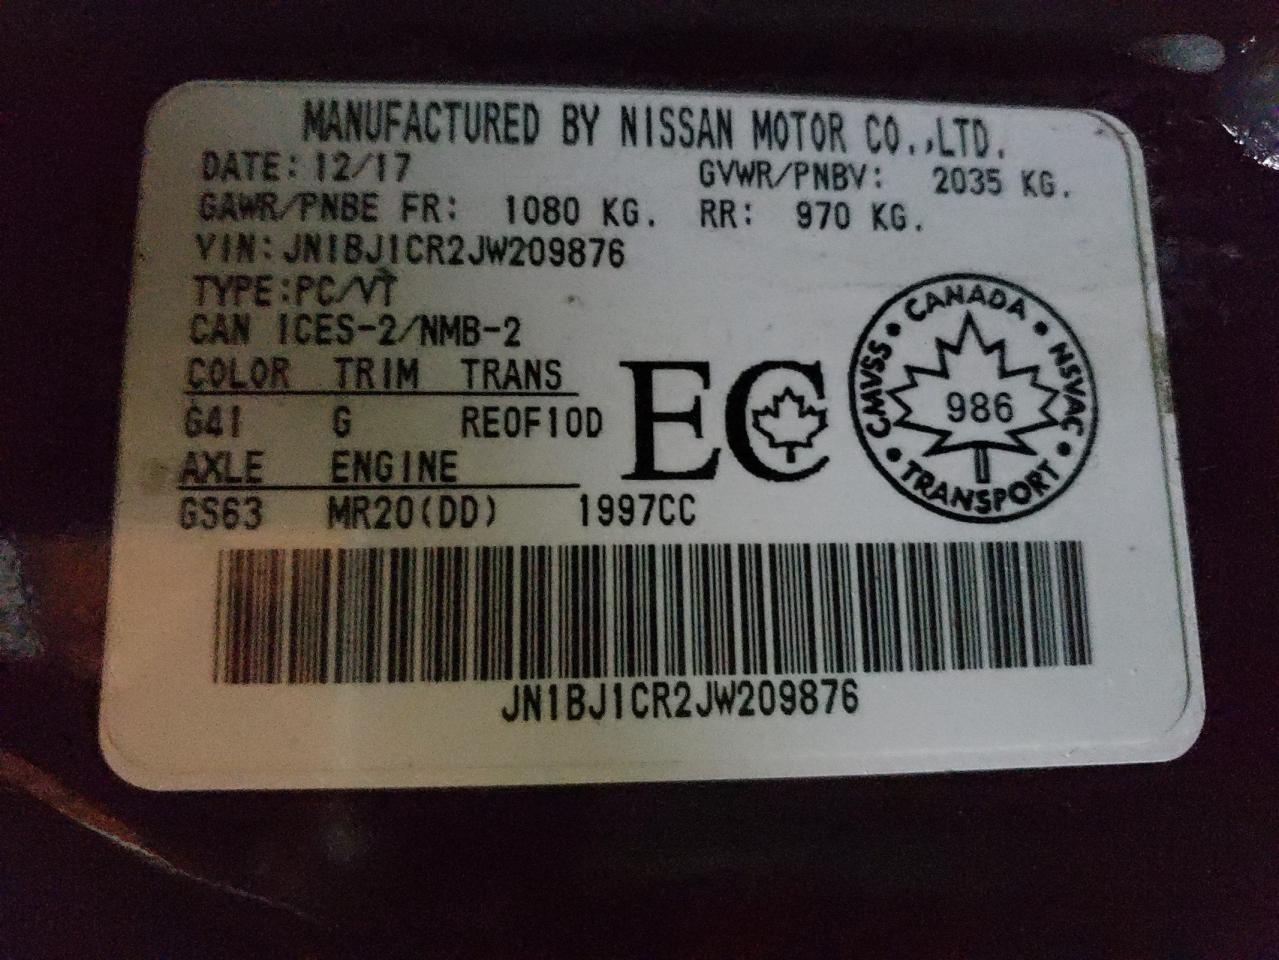 MANUFACTURED BY NISSAN MOTOR CO.,LTD.
DATE: 12/17 GVWR/PNBV: 2035 KG.
GAWR/PNBE FR: 1080 KG. RR: 970 KG.
VIN: JN1BJ1CR2JW209876
TYPE:PC/VT
CAN ICES-2/NMB-2
COLOR TRIM TRANS
G41 G RE0F10D
AXLE ENGINE
GS63 MR20(DD) 1997CC
EC
CANADA
CMVSS 986 NSVAC
TRANSPORT
JN1BJ1CR2JW209876